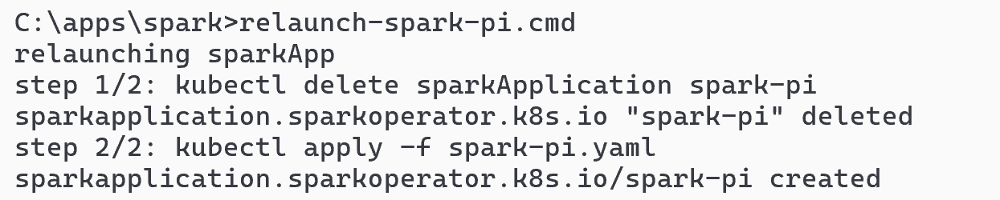 C:\apps\spark>relaunch-spark-pi.cmd
relaunching sparkApp
step 1/2: kubectl delete sparkApplication spark-pi
sparkapplication.sparkoperator.k8s.io "spark-pi" deleted
step 2/2: kubectl apply -f spark-pi.yaml
sparkapplication.sparkoperator.k8s.io/spark-pi created